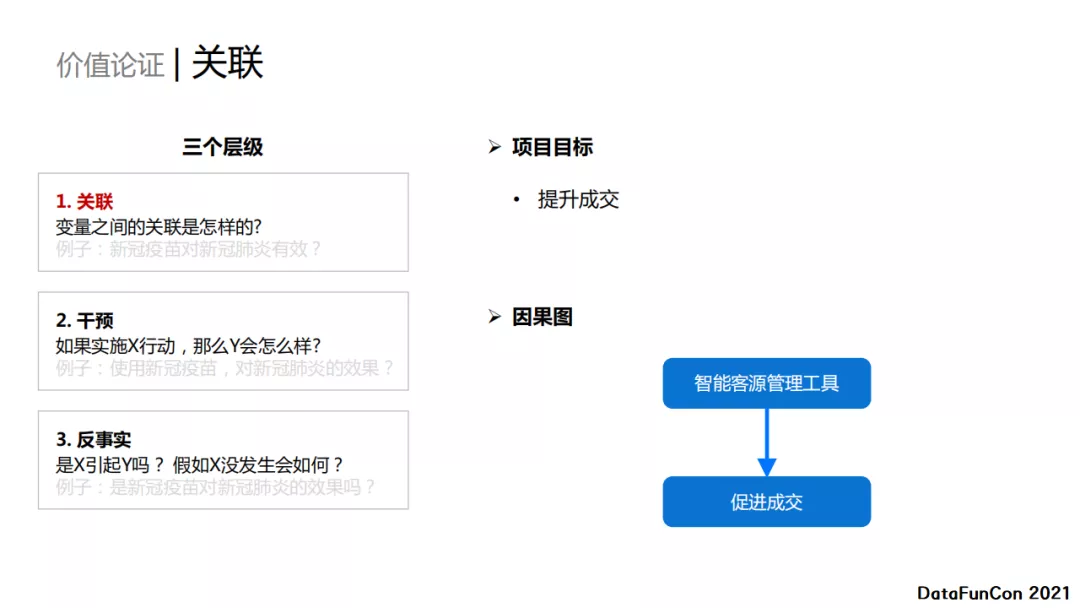 价值论证 | 关联
三个层级
1. 关联
变量之间的关联是怎样的?
例子：新冠疫苗对新冠肺炎有效？
2. 干预
如果实施X行动，那么Y会怎么样?
例子：使用新冠疫苗，对新冠肺炎的效果？
3. 反事实
是X引起Y吗？ 假如X没发生会如何？
例子：是新冠疫苗对新冠肺炎的效果吗？
➢ 项目目标
• 提升成交
➢ 因果图
智能客源管理工具
促进成交
DataFunCon 2021